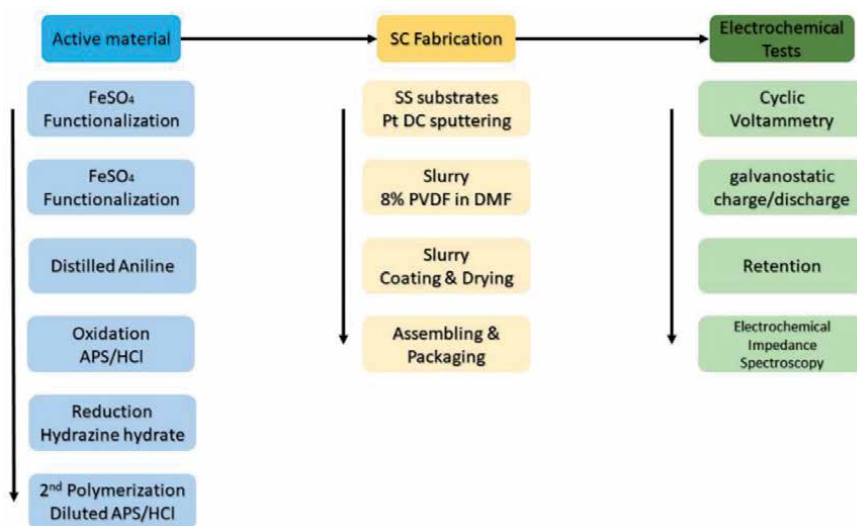 Active material
SC Fabrication
Electrochemical
Tests
FeSO₄
Functionalization
FeSO₄
Functionalization
Distilled Aniline
Oxidation
APS/HCl
Reduction
Hydrazine hydrate
2nd Polymerization
Diluted APS/HCl
SS substrates
Pt DC sputtering
Slurry
8% PVDF in DMF
Slurry
Coating & Drying
Assembling &
Packaging
Cyclic
Voltammetry
galvanostatic
charge/discharge
Retention
Electrochemical
Impedance
Spectroscopy